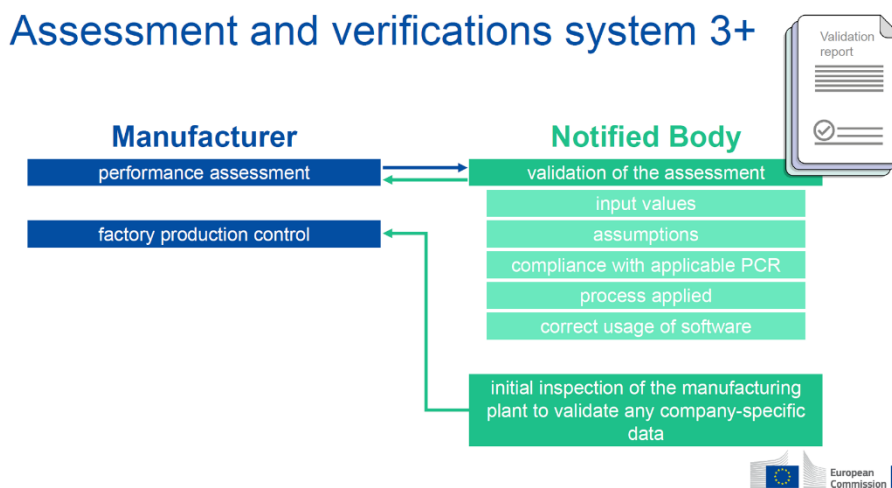 Assessment and verifications system 3+
Validation
report
Manufacturer
Notified Body
performance assessment
validation of the assessment
input values
factory production control
assumptions
compliance with applicable PCR
process applied
correct usage of software
initial inspection of the manufacturing
plant to validate any company-specific
data
European
Commission